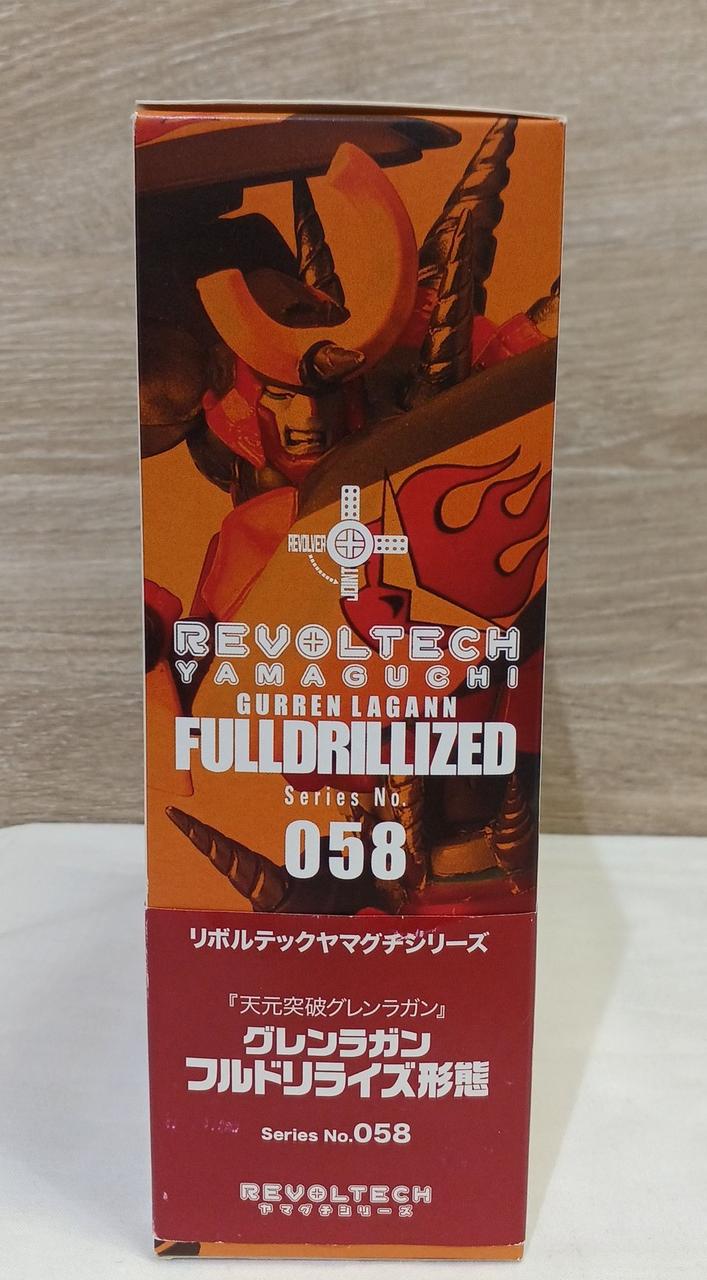 REVOLVER
JOINT
REVOLTECH
YAMAGUCHI
GURREN LAGANN
FULLDRILLIZED
Series No.
058
リボルテックヤマグチシリーズ
『天元突破グレンラガン』
グレンラガン
フルドリライズ形態
Series No.058
REVOLTECH
ヤマグチシリーズ